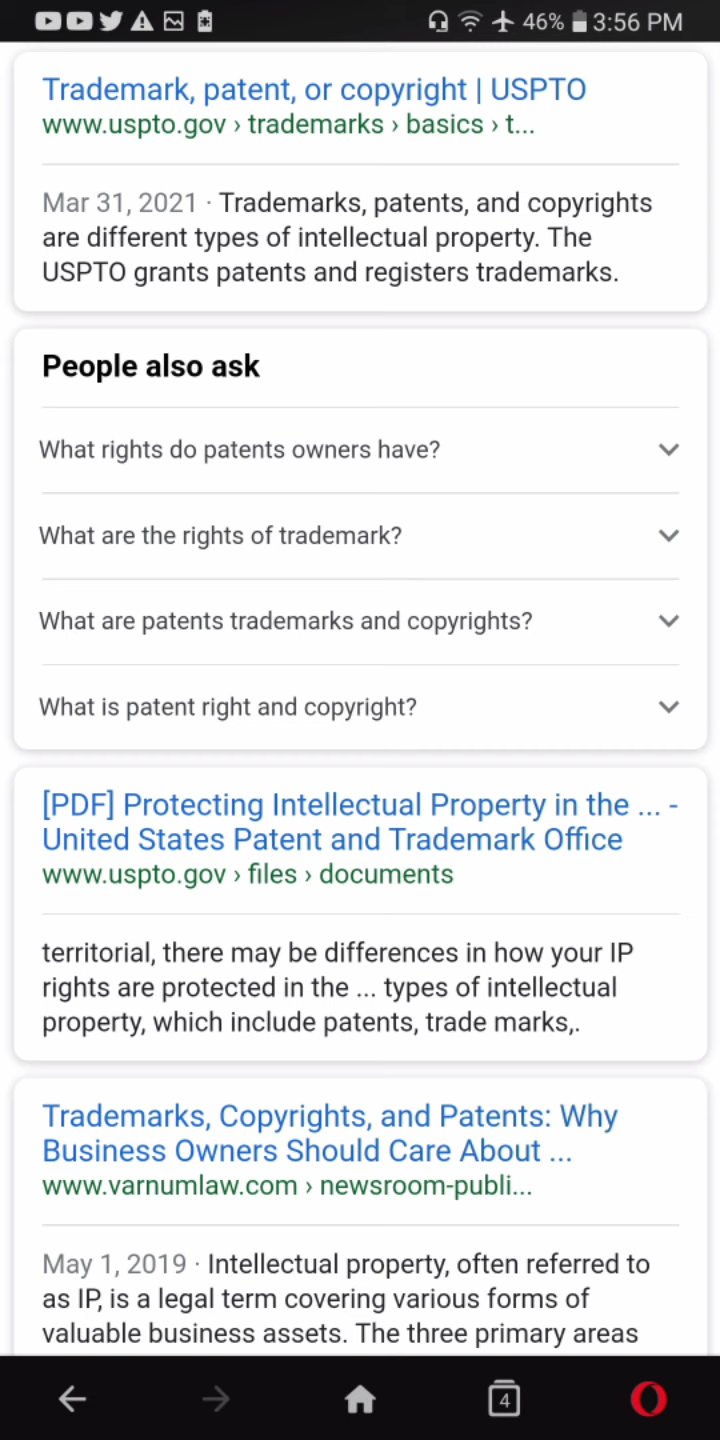 46% 3:56 PM
Trademark, patent, or copyright | USPTO
www.uspto.gov › trademarks › basics › t...
Mar 31, 2021 · Trademarks, patents, and copyrights
are different types of intellectual property. The
USPTO grants patents and registers trademarks.
People also ask
What rights do patents owners have?
What are the rights of trademark?
What are patents trademarks and copyrights?
What is patent right and copyright?
[PDF] Protecting Intellectual Property in the ... -
United States Patent and Trademark Office
www.uspto.gov › files › documents
territorial, there may be differences in how your IP
rights are protected in the ... types of intellectual
property, which include patents, trade marks,.
Trademarks, Copyrights, and Patents: Why
Business Owners Should Care About ...
www.varnumlaw.com › newsroom-publi...
May 1, 2019 · Intellectual property, often referred to
as IP, is a legal term covering various forms of
valuable business assets. The three primary areas
4